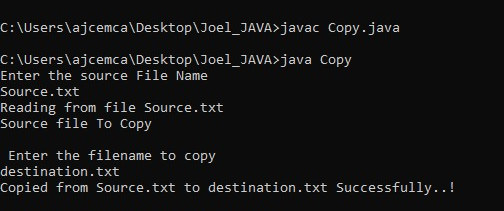 C:\Users\ajcemca\Desktop\Joel_JAVA>javac Copy.java
C:\Users\ajcemca\Desktop\Joel_JAVA>java Copy
Enter the source File Name
Source.txt
Reading from file Source.txt
Source file To Copy
Enter the filename to copy
destination.txt
Copied from Source.txt to destination.txt Successfully..!